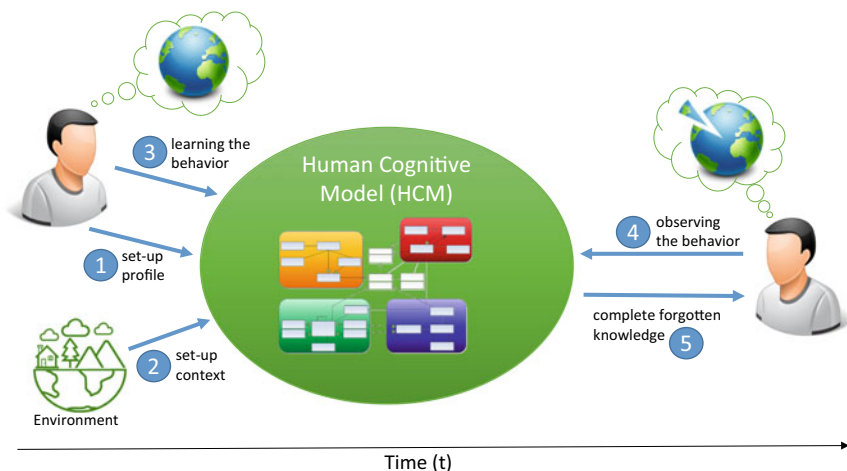 3 learning the
behavior
Human Cognitive
Model (HCM)
1 set-up
profile
4 observing
the behavior
complete forgotten
knowledge 5
2 set-up
context
Environment
Time (t)